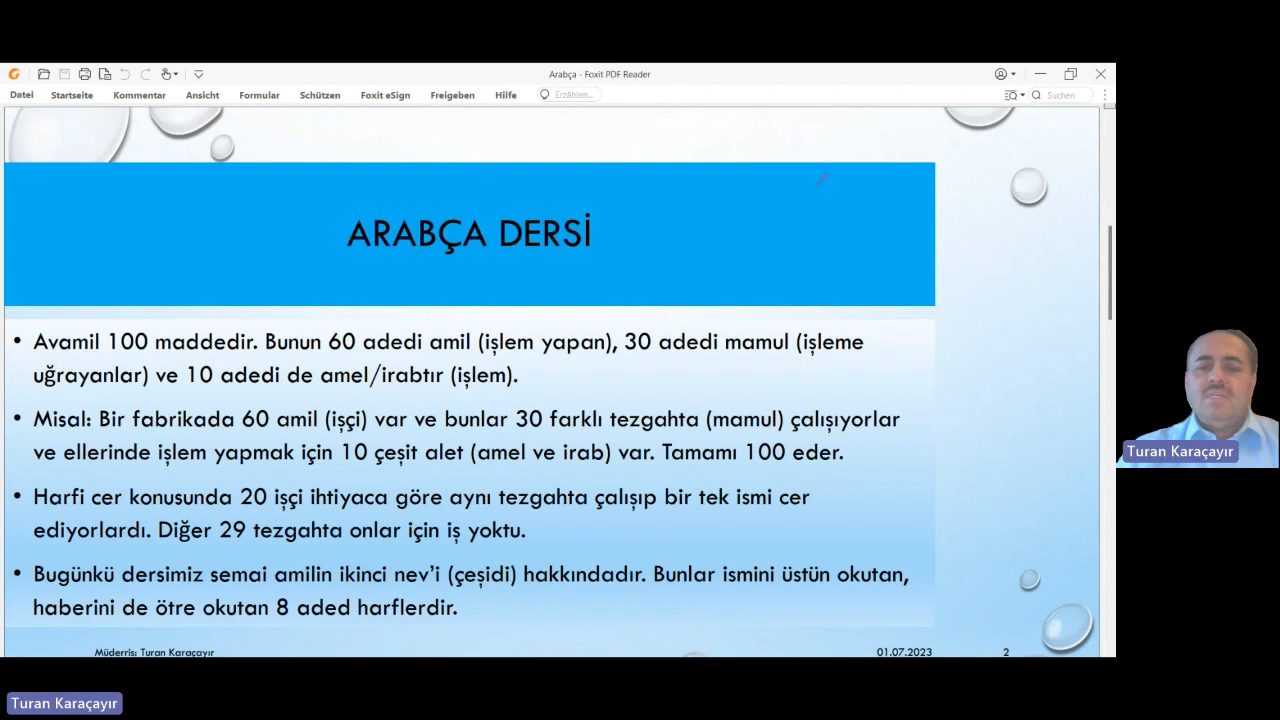 Arabça - Foxit PDF Reader
Datei Startseite Kommentar Ansicht Formular Schützen Foxit eSign Freigeben Hilfe Erzählen... Suchen
ARABÇA DERSİ
• Avamil 100 maddedir. Bunun 60 adedi amil (işlem yapan), 30 adedi mamul (işleme
uğrayanlar) ve 10 adedi de amel/irabtır (işlem).
• Misal: Bir fabrikada 60 amil (işçi) var ve bunlar 30 farklı tezgahta (mamul) çalışıyorlar
ve ellerinde işlem yapmak için 10 çeşit alet (amel ve irab) var. Tamamı 100 eder.
• Harfi cer konusunda 20 işçi ihtiyaca göre aynı tezgahta çalışıp bir tek ismi cer
ediyorlardı. Diğer 29 tezgahta onlar için iş yoktu.
• Bugünkü dersimiz semai amilin ikinci nev’i (çeşidi) hakkındadır. Bunlar ismini üstün okutan,
haberini de ötre okutan 8 aded harflerdir.
Müderris: Turan Karaçayır 01.07.2023 2
Turan Karaçayır
Turan Karaçayır